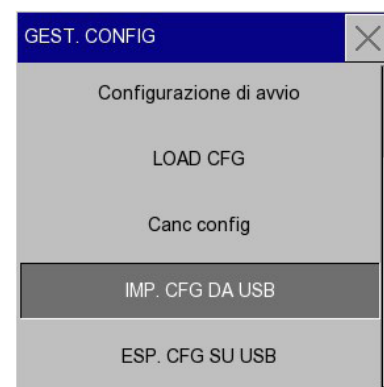 GEST. CONFIG
Configurazione di avvio
LOAD CFG
Canc config
IMP. CFG DA USB
ESP. CFG SU USB